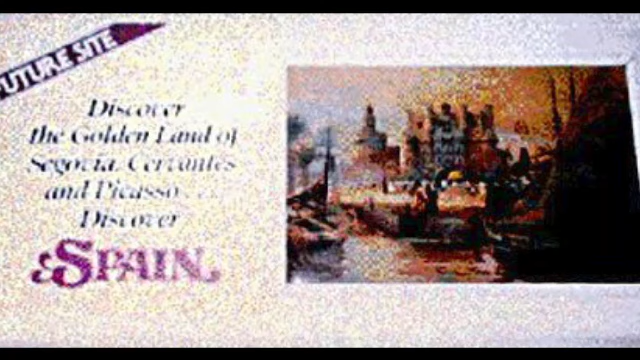 FUTURE SITE
Discover
the Golden Land of
Segovia, Cervantes
and Picasso . . .
Discover
SPAIN